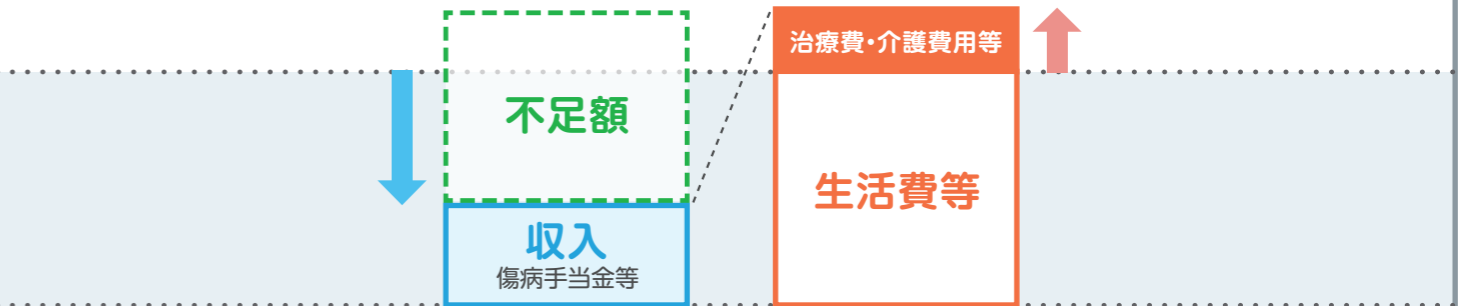 不足額
収入
傷病手当金等
治療費・介護費用等
生活費等